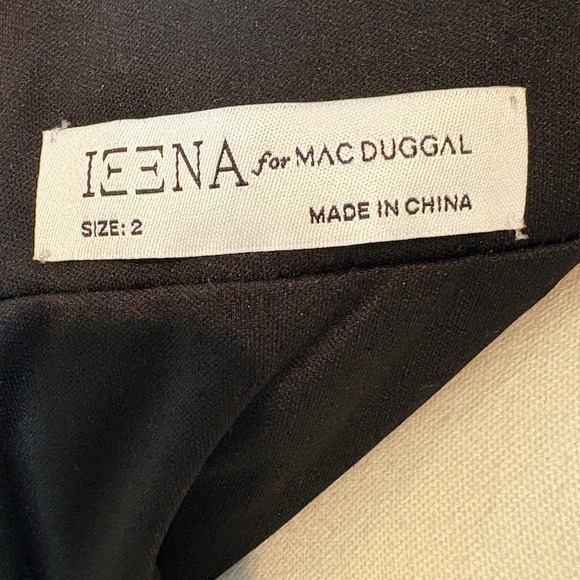 IEENA for MAC DUGGAL
SIZE: 2 MADE IN CHINA